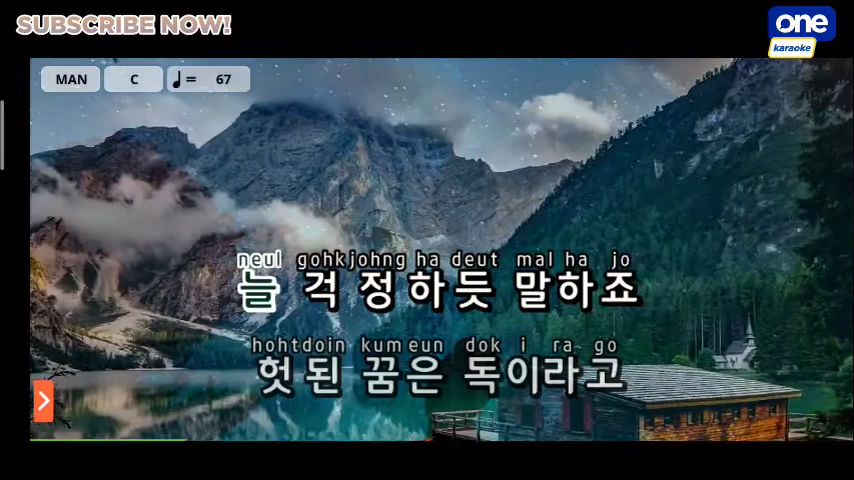 SUBSCRIBE NOW!
one
karaoke
MAN C ♩= 67
neul gohkjohng ha deut mal ha jo
늘 걱정하듯 말하죠
hohtdoin kumeun dok i ra go
헛된 꿈은 독이라고